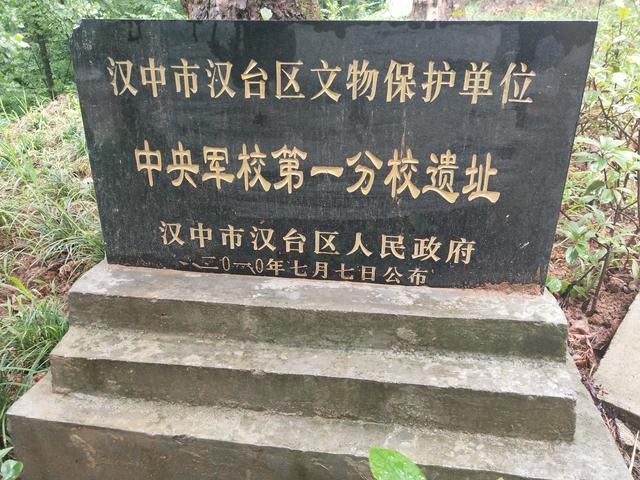 汉中市汉台区文物保护单位
中央军校第一分校遗址
汉中市汉台区人民政府
二〇一〇年七月七日公布